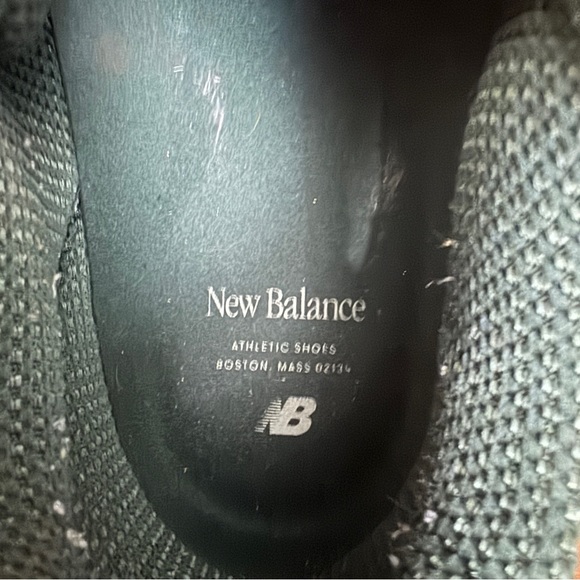 New Balance
ATHLETIC SHOES
BOSTON, MASS 02134
NB